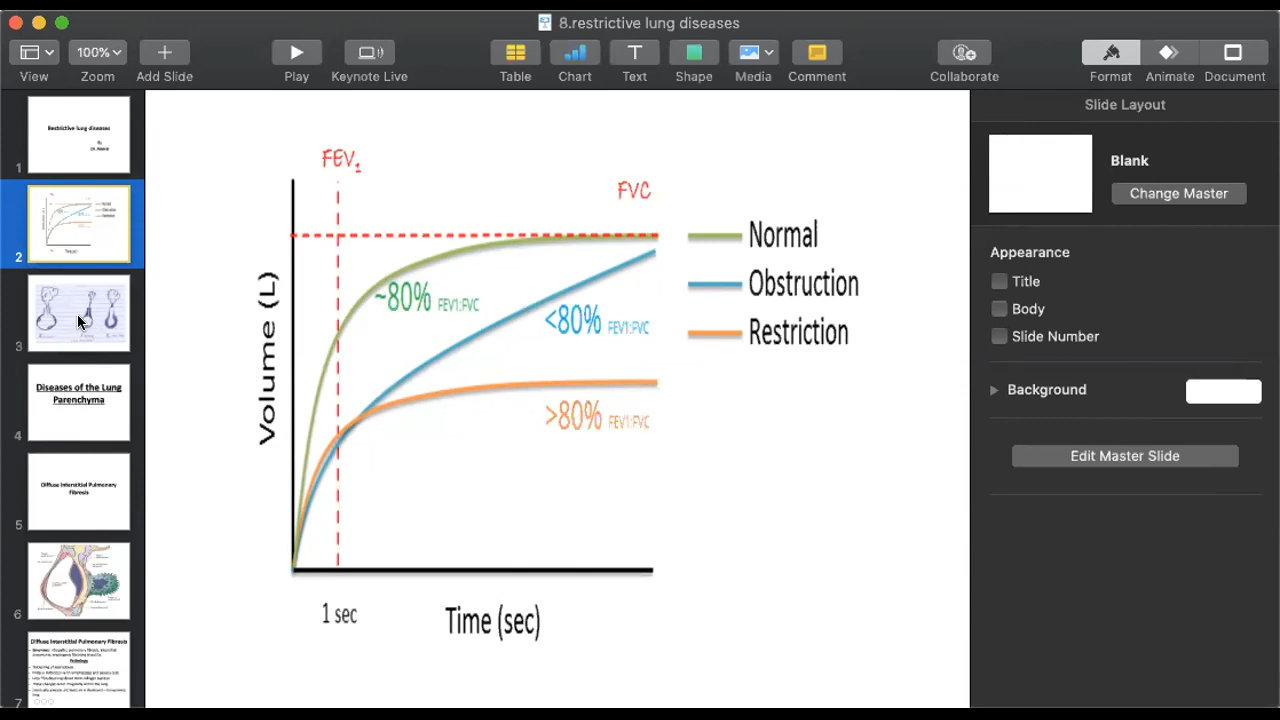 8.restrictive lung diseases
View
100%
Zoom
Add Slide
Play
Keynote Live
Table
Chart
Text
Shape
Media
Comment
Collaborate
Format
Animate
Document
Restrictive lung diseases
By
1
2
3
Diseases of the Lung
Parenchyma
4
Diffuse Interstitial Pulmonary
Fibrosis
5
6
Diffuse Interstitial Pulmonary Fibrosis
Pathology
7
FEV1
FVC
Volume (L)
~80% FEV1:FVC
<80% FEV1:FVC
>80% FEV1:FVC
Normal
Obstruction
Restriction
1 sec
Time (sec)
Slide Layout
Blank
Change Master
Appearance
Title
Body
Slide Number
Background
Edit Master Slide